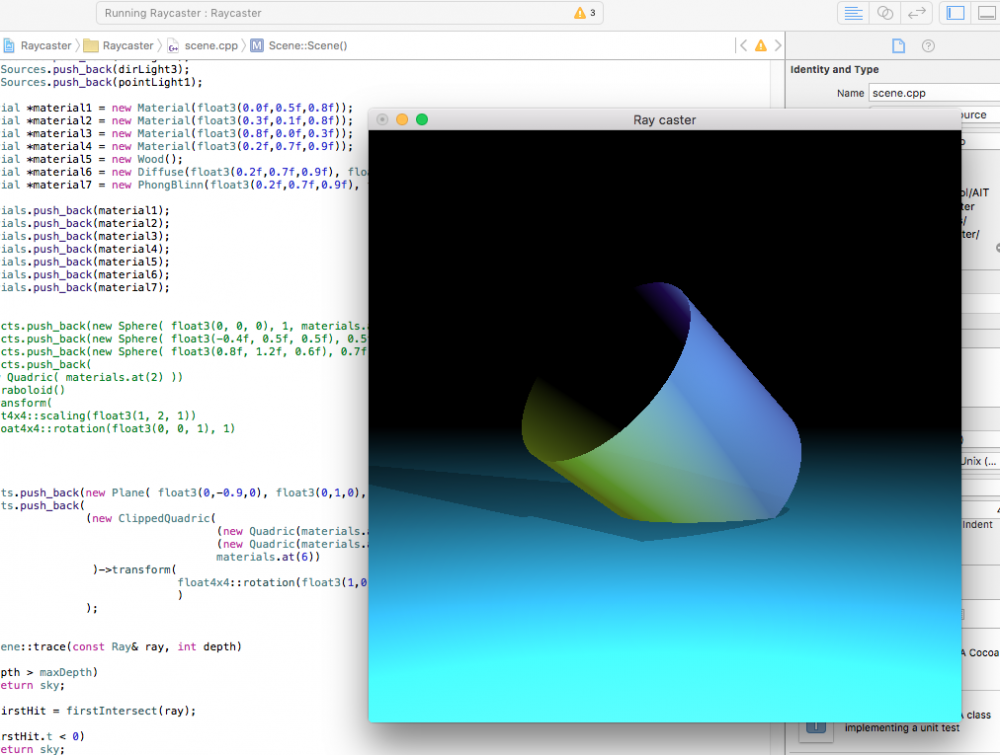 Running Raycaster : Raycaster
3
Raycaster
Raycaster
scene.cpp
M Scene::Scene()
Sources.push_back(dirLight3);
Sources.push_back(pointLight1);
ial *material1 = new Material(float3(0.0f,0.5f,0.8f));
ial *material2 = new Material(float3(0.3f,0.1f,0.8f));
ial *material3 = new Material(float3(0.8f,0.0f,0.3f));
ial *material4 = new Material(float3(0.2f,0.7f,0.9f));
ial *material5 = new Wood();
ial *material6 = new Diffuse(float3(0.2f,0.7f,0.9f), flo
ial *material7 = new PhongBlinn(float3(0.2f,0.7f,0.9f),
ials.push_back(material1);
ials.push_back(material2);
ials.push_back(material3);
ials.push_back(material4);
ials.push_back(material5);
ials.push_back(material6);
ials.push_back(material7);
cts.push_back(new Sphere( float3(0, 0, 0), 1, materials.a
cts.push_back(new Sphere( float3(-0.4f, 0.5f, 0.5f), 0.5
cts.push_back(new Sphere( float3(0.8f, 1.2f, 0.6f), 0.7f
cts.push_back(
Quadric( materials.at(2) ))
raboloid()
ansform(
t4x4::scaling(float3(1, 2, 1))
oat4x4::rotation(float3(0, 0, 1), 1)
ts.push_back(new Plane( float3(0,-0.9,0), float3(0,1,0),
ts.push_back(
(new ClippedQuadric(
(new Quadric(materials.a
(new Quadric(materials.a
materials.at(6))
)->transform(
float4x4::rotation(float3(1,0
)
);
ene::trace(const Ray& ray, int depth)
pth > maxDepth)
eturn sky;
irstHit = firstIntersect(ray);
rstHit.t < 0)
eturn sky;
Ray caster
Identity and Type
Name scene.cpp
ource
ol/AIT
ter
s/
ter/
Unix (...
4
Indent
A Cocoa
A class
implementing a unit test